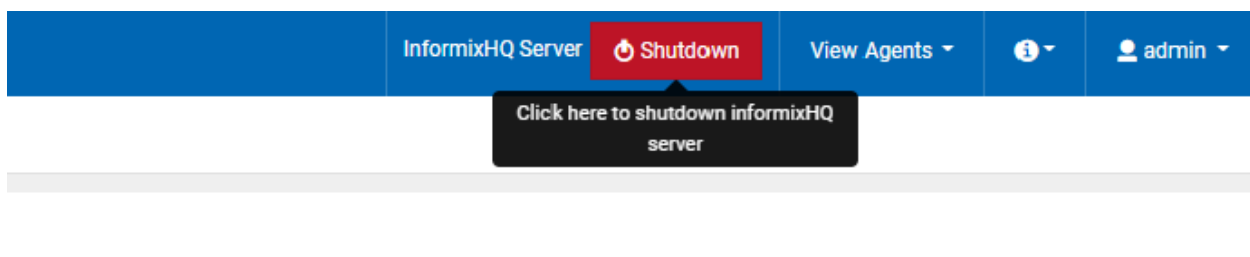 InformixHQ Server Shutdown View Agents admin
Click here to shutdown informixHQ
server